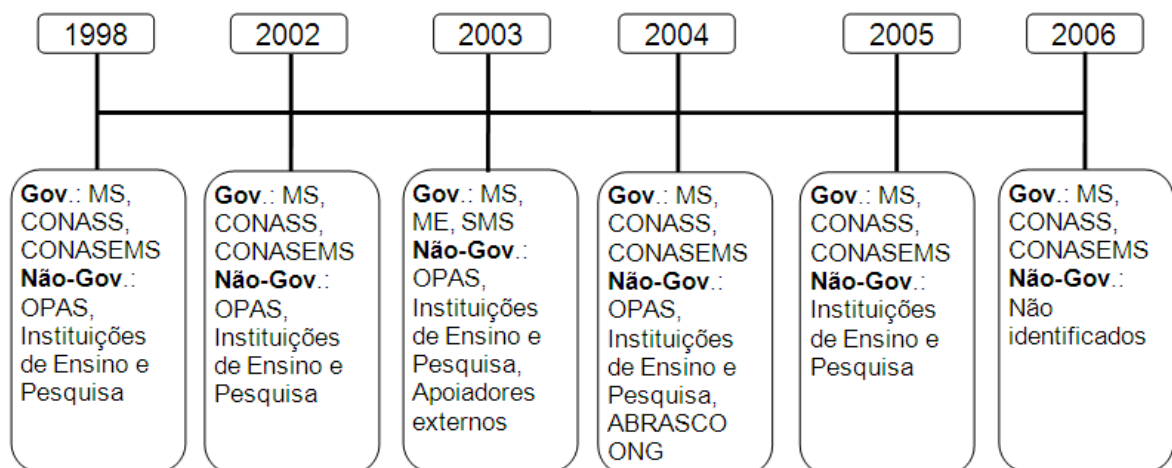 1998
2002
2003
2004
2005
2006
Gov.: MS,
CONASS,
CONASEMS
Não-Gov.:
OPAS,
Instituições
de Ensino e
Pesquisa
Gov.: MS,
CONASS,
CONASEMS
Não-Gov.:
OPAS,
Instituições
de Ensino e
Pesquisa
Gov.: MS,
ME, SMS
Não-Gov.:
OPAS,
Instituições
de Ensino e
Pesquisa,
Apoiadores
externos
Gov.: MS,
CONASS,
CONASEMS
Não-Gov.:
OPAS,
Instituições
de Ensino e
Pesquisa,
ABRASCO
ONG
Gov.: MS,
CONASS,
CONASEMS
Não-Gov.:
Instituições
de Ensino e
Pesquisa
Gov.: MS,
CONASS,
CONASEMS
Não-Gov.:
Não
identificados